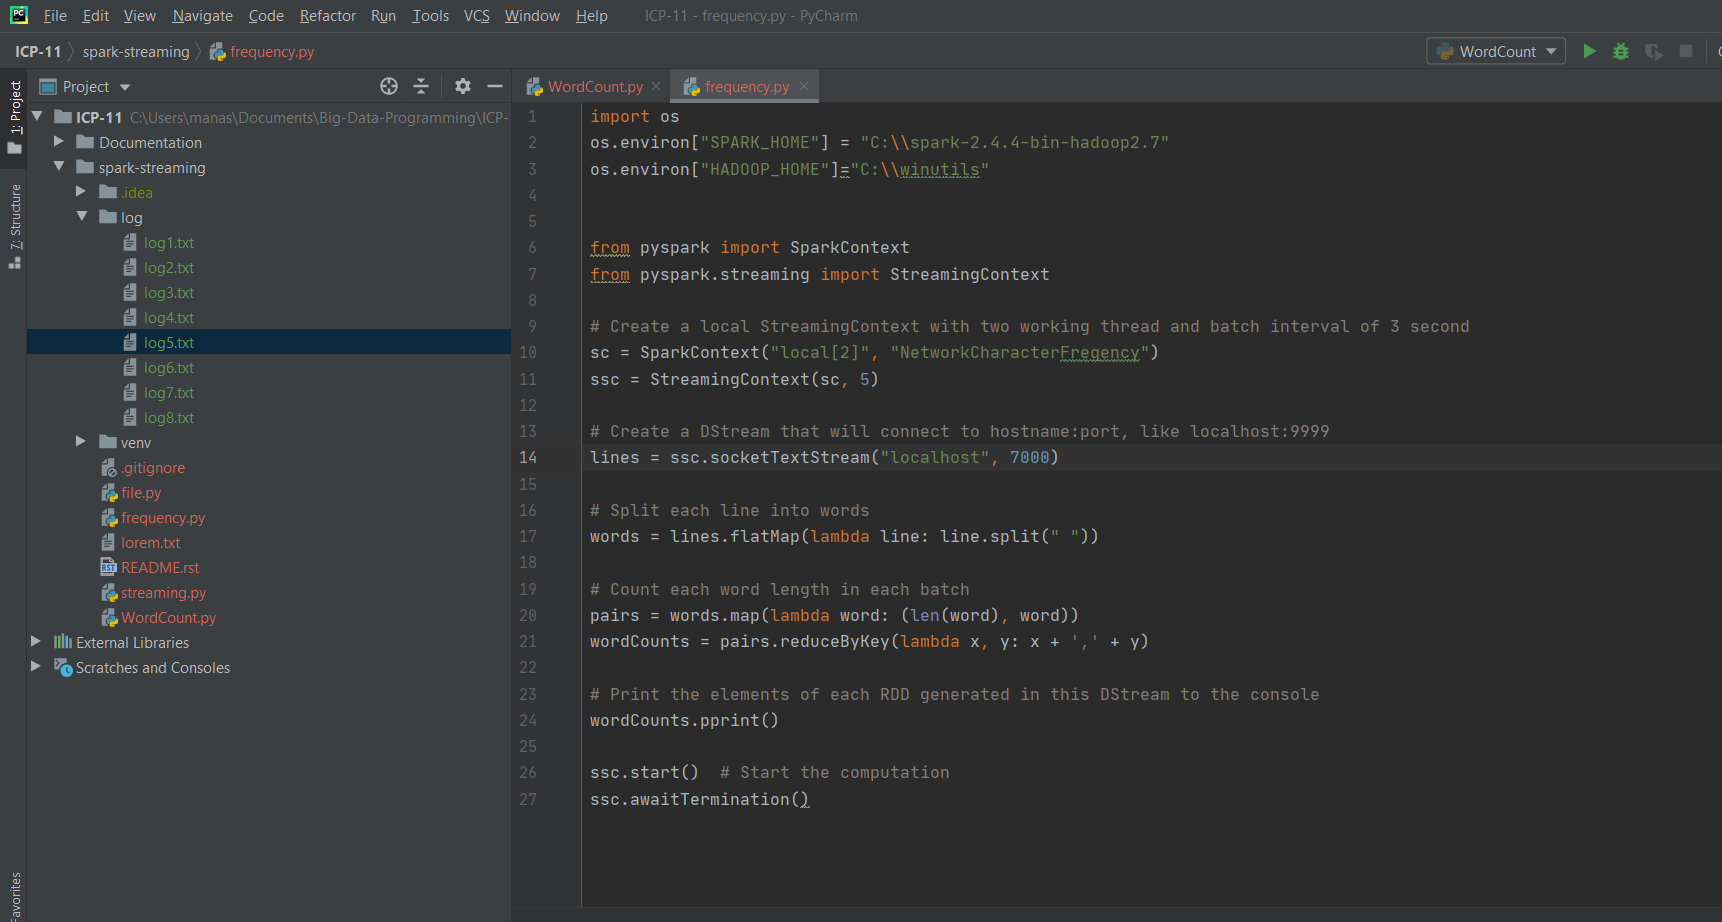 PC File Edit View Navigate Code Refactor Run Tools VCS Window Help ICP-11 - frequency.py - PyCharm
ICP-11 spark-streaming frequency.py WordCount
1: Project
7: Structure
Favorites
Project
ICP-11 C:\Users\manas\Documents\Big-Data-Programming\ICP-
Documentation
spark-streaming
.idea
log
log1.txt
log2.txt
log3.txt
log4.txt
log5.txt
log6.txt
log7.txt
log8.txt
venv
.gitignore
file.py
frequency.py
lorem.txt
RST README.rst
streaming.py
WordCount.py
External Libraries
Scratches and Consoles
WordCount.py frequency.py
1 import os
2 os.environ["SPARK_HOME"] = "C:\\spark-2.4.4-bin-hadoop2.7"
3 os.environ["HADOOP_HOME"]="C:\\winutils"
4
5
6 from pyspark import SparkContext
7 from pyspark.streaming import StreamingContext
8
9 # Create a local StreamingContext with two working thread and batch interval of 3 second
10 sc = SparkContext("local[2]", "NetworkCharacterFreqency")
11 ssc = StreamingContext(sc, 5)
12
13 # Create a DStream that will connect to hostname:port, like localhost:9999
14 lines = ssc.socketTextStream("localhost", 7000)
15
16 # Split each line into words
17 words = lines.flatMap(lambda line: line.split(" "))
18
19 # Count each word length in each batch
20 pairs = words.map(lambda word: (len(word), word))
21 wordCounts = pairs.reduceByKey(lambda x, y: x + ',' + y)
22
23 # Print the elements of each RDD generated in this DStream to the console
24 wordCounts.pprint()
25
26 ssc.start()  # Start the computation
27 ssc.awaitTermination()